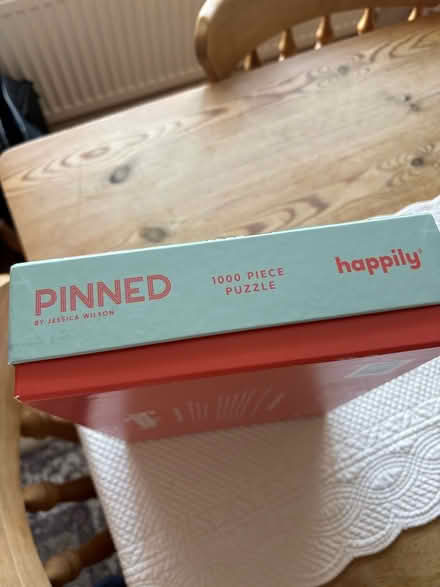 PINNED
BY JESSICA WILSON
1000 PIECE
PUZZLE
happily